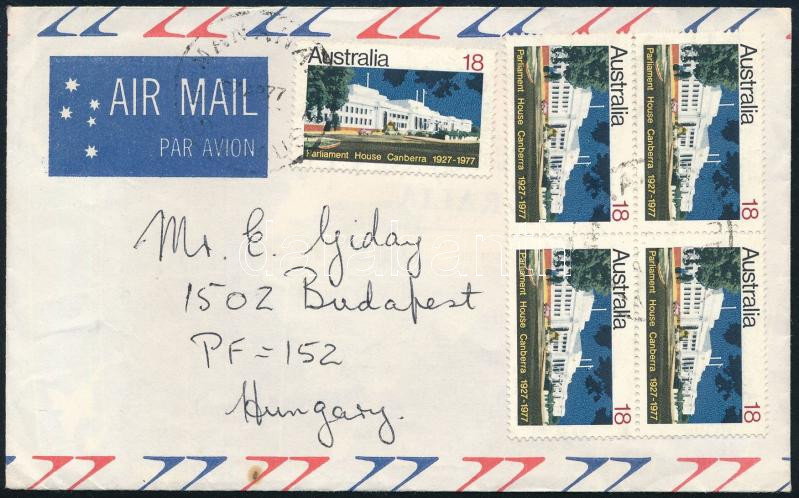 AIR MAIL
PAR AVION
77
Australia 18
Parliament House Canberra 1927-1977
Australia 18
Parliament House Canberra 1927-1977
Australia 18
Parliament House Canberra 1927-1977
Australia 18
Parliament House Canberra 1927-1977
Australia 18
Parliament House Canberra 1927-1977
Mr. E. Giday
1502 Budapest
PF=152
Hungary.